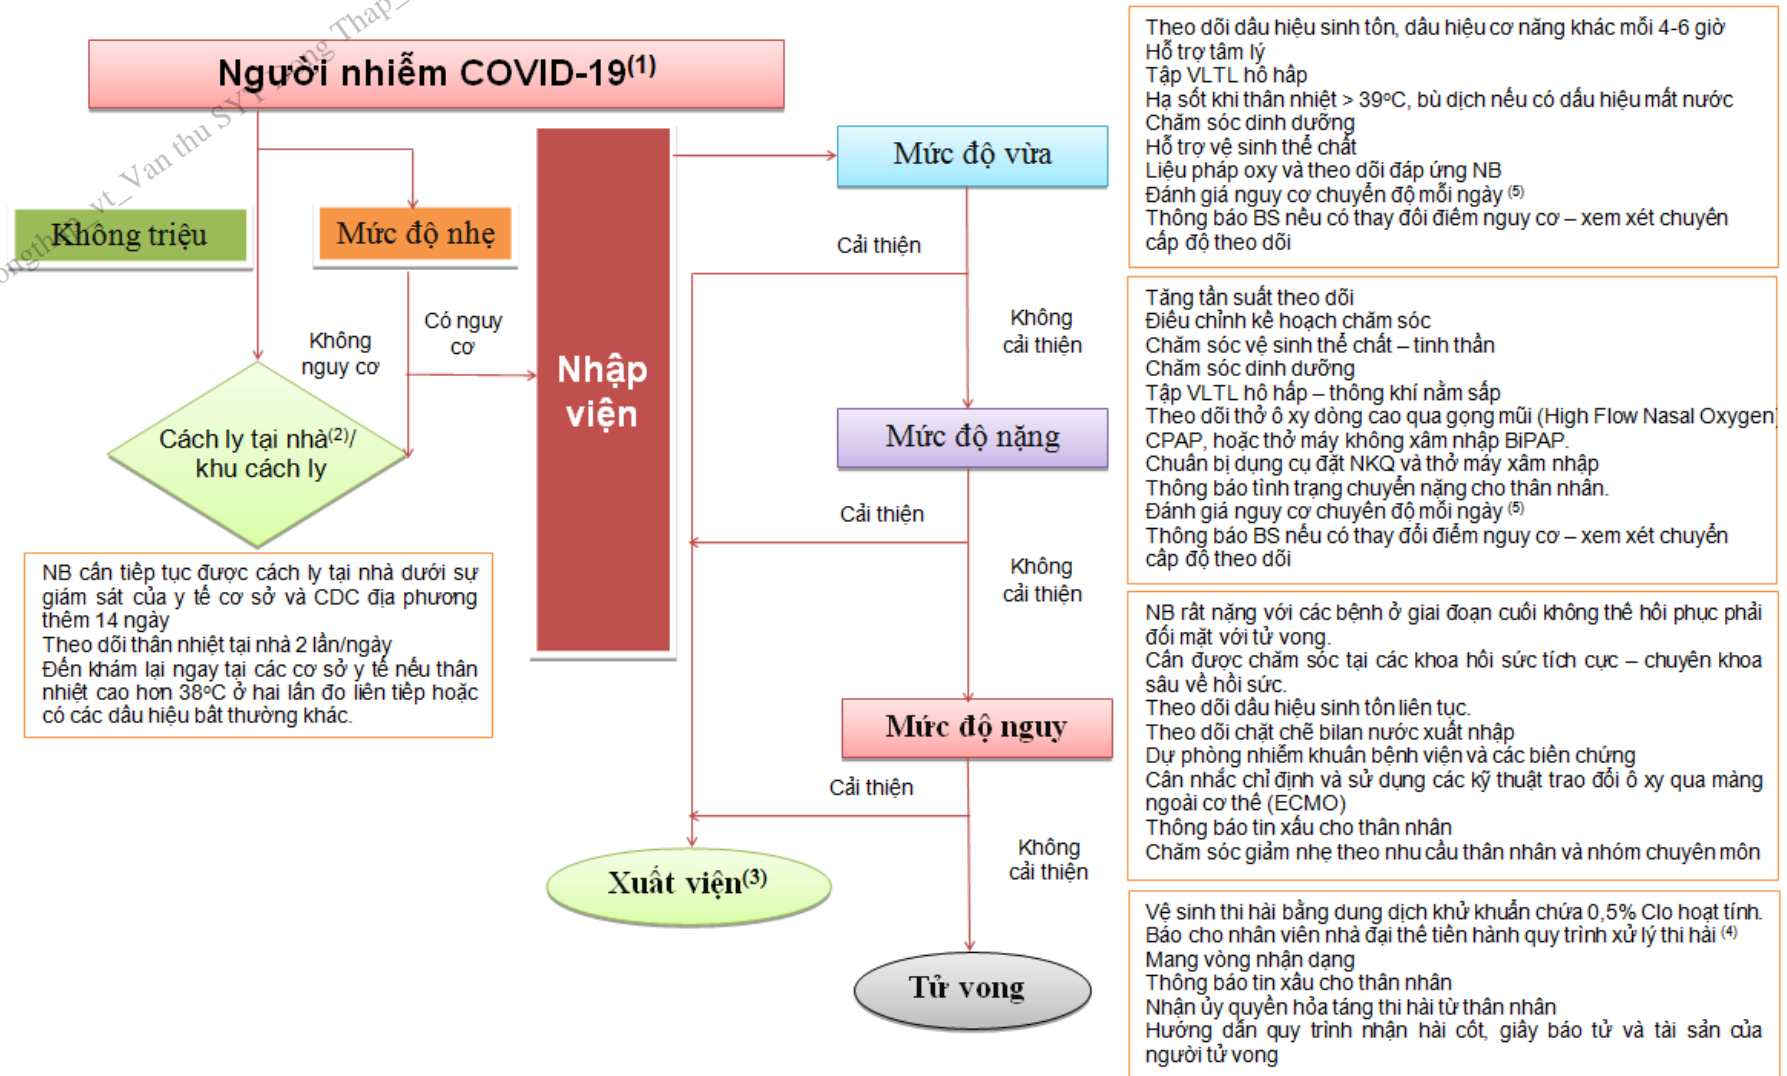 Người nhiễm COVID-19(1)
Không triệu
Mức độ nhẹ
Không
nguy cơ
Có nguy
cơ
Cách ly tại nhà(2)/
khu cách ly
NB cần tiếp tục được cách ly tại nhà dưới sự
giám sát của y tế cơ sở và CDC địa phương
thêm 14 ngày
Theo dõi thân nhiệt tại nhà 2 lần/ngày
Đến khám lại ngay tại các cơ sở y tế nếu thân
nhiệt cao hơn 38oC ở hai lần đo liên tiếp hoặc
có các dấu hiệu bất thường khác.
Nhập
viện
Mức độ vừa
Cải thiện
Không
cải thiện
Mức độ nặng
Cải thiện
Không
cải thiện
Mức độ nguy
Cải thiện
Không
cải thiện
Xuất viện(3)
Tử vong
Theo dõi dấu hiệu sinh tồn, dấu hiệu cơ năng khác mỗi 4-6 giờ
Hỗ trợ tâm lý
Tập VLTL hô hấp
Hạ sốt khi thân nhiệt > 39oC, bù dịch nếu có dấu hiệu mất nước
Chăm sóc dinh dưỡng
Hỗ trợ vệ sinh thể chất
Liệu pháp oxy và theo dõi đáp ứng NB
Đánh giá nguy cơ chuyển độ mỗi ngày (5)
Thông báo BS nếu có thay đổi điểm nguy cơ – xem xét chuyển
cấp độ theo dõi
Tăng tần suất theo dõi
Điều chỉnh kế hoạch chăm sóc
Chăm sóc vệ sinh thể chất – tinh thần
Chăm sóc dinh dưỡng
Tập VLTL hô hấp – thông khí nằm sấp
Theo dõi thở ô xy dòng cao qua gọng mũi (High Flow Nasal Oxygen)
CPAP, hoặc thở máy không xâm nhập BiPAP.
Chuẩn bị dụng cụ đặt NKQ và thở máy xâm nhập
Thông báo tình trạng chuyển nặng cho thân nhân.
Đánh giá nguy cơ chuyển độ mỗi ngày (5)
Thông báo BS nếu có thay đổi điểm nguy cơ – xem xét chuyển
cấp độ theo dõi
NB rất nặng với các bệnh ở giai đoạn cuối không thể hồi phục phải
đối mặt với tử vong.
Cần được chăm sóc tại các khoa hồi sức tích cực – chuyên khoa
sâu về hồi sức.
Theo dõi dấu hiệu sinh tồn liên tục.
Theo dõi chặt chẽ bilan nước xuất nhập
Dự phòng nhiễm khuẩn bệnh viện và các biến chứng
Cân nhắc chỉ định và sử dụng các kỹ thuật trao đổi ô xy qua màng
ngoài cơ thể (ECMO)
Thông báo tin xấu cho thân nhân
Chăm sóc giảm nhẹ theo nhu cầu thân nhân và nhóm chuyên môn
Vệ sinh thi hài bằng dung dịch khử khuẩn chứa 0,5% Clo hoạt tính.
Báo cho nhân viên nhà đại thể tiến hành quy trình xử lý thi hài (4)
Mang vòng nhận dạng
Thông báo tin xấu cho thân nhân
Nhận ủy quyền hỏa táng thi hài từ thân nhân
Hướng dẫn quy trình nhận hài cốt, giấy báo tử và tài sản của
người tử vong